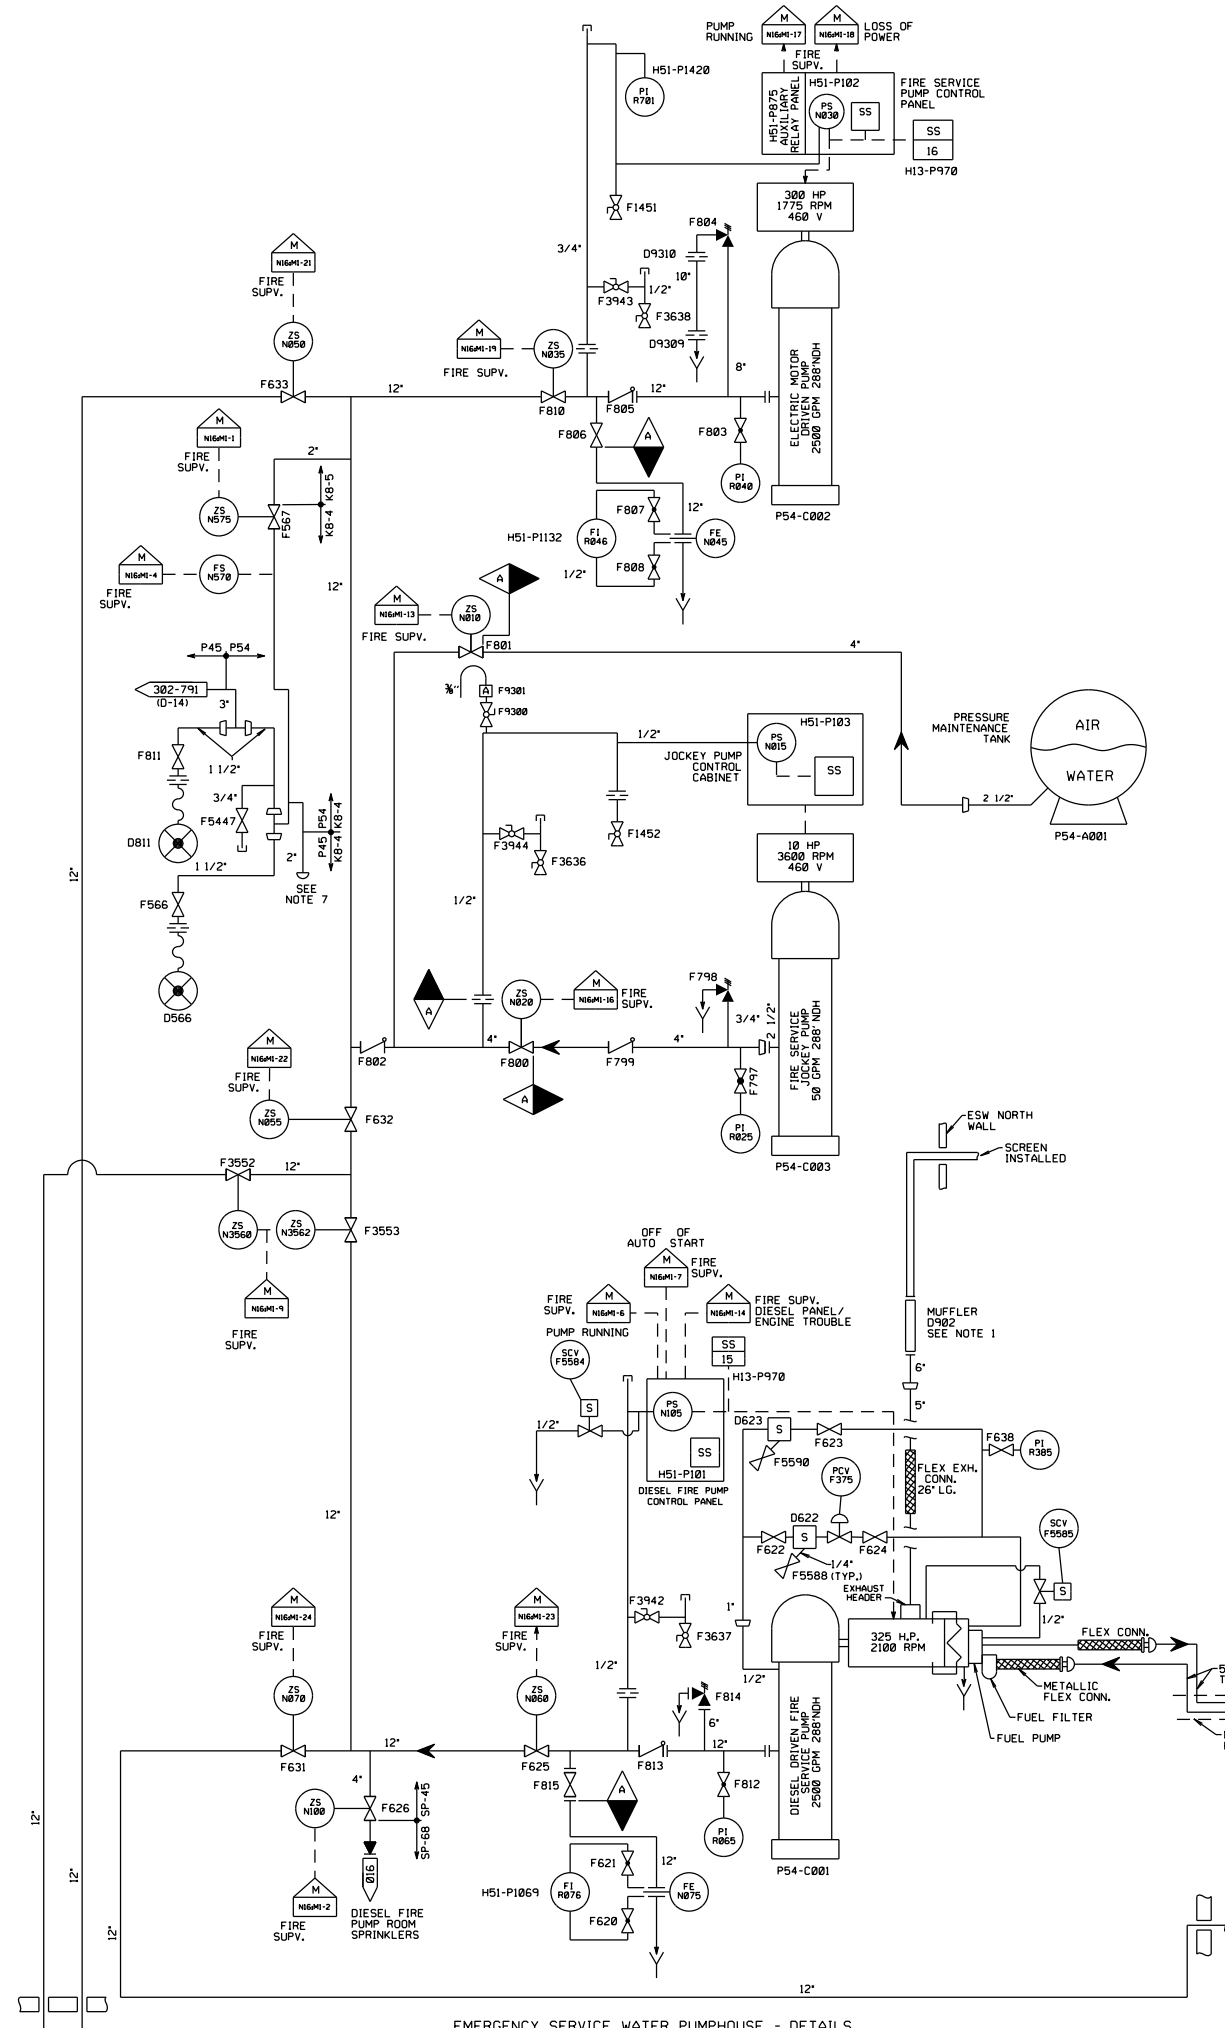 PUMP
RUNNING
M
N16:M1-17
M
N16:M1-18
LOSS OF
POWER
FIRE
SUPV.
H51-P1420
PI
R701
H51-P875
AUXILIARY
RELAY PANEL
H51-P102
PS
N030
SS
FIRE SERVICE
PUMP CONTROL
PANEL
SS
16
H13-P970
F1451
300 HP
1775 RPM
460 V
F804
D9310
10"
D9309
3/4"
1/2"
F3943
F3638
M
N16:M1-21
FIRE
SUPV.
ZS
N050
F633
12"
M
N16:M1-19
FIRE SUPV.
ZS
N035
F810
F805
12"
8"
F806
A
F803
PI
R040
ELECTRIC MOTOR
DRIVEN PUMP
2500 GPM 288'NDH
P54-C002
M
N16:M1-1
FIRE
SUPV.
2"
K8-5
K8-4
ZS
N575
F567
M
N16:M1-4
FIRE
SUPV.
FS
N570
12"
F807
12"
H51-P1132
FI
R046
FE
N045
F808
1/2"
A
M
N16:M1-13
FIRE SUPV.
ZS
N010
F801
4"
P45
P54
302-791
(D-14)
3"
3/8"
A
F9301
F9300
H51-P103
1/2"
PS
N015
SS
JOCKEY PUMP
CONTROL
CABINET
PRESSURE
MAINTENANCE
TANK
AIR
WATER
2 1/2"
P54-A001
F811
1 1/2"
3/4"
F5447
D811
P54
K8-4
P45
K8-4
2"
SEE
NOTE 7
1 1/2"
F1452
F3944
F3636
10 HP
3600 RPM
460 V
12"
F566
D566
1/2"
A
ZS
N020
M
N16:M1-16
FIRE
SUPV.
F798
3/4"
2 1/2"
F802
4"
F800
F799
4"
A
F797
PI
R025
FIRE SERVICE
JOCKEY PUMP
50 GPM 288'NDH
P54-C003
M
N16:M1-22
FIRE
SUPV.
ZS
N055
F632
F3552
12"
ZS
N3560
ZS
N3562
F3553
M
N16:M1-9
FIRE
SUPV.
ESW NORTH
WALL
SCREEN
INSTALLED
OFF OF
AUTO START
M
N16:M1-7
FIRE
SUPV.
FIRE
SUPV.
M
N16:M1-6
PUMP RUNNING
M
N16:M1-14
FIRE SUPV.
DIESEL PANEL/
ENGINE TROUBLE
SS
15
H13-P970
SCV
F5584
S
1/2"
PS
N105
SS
H51-P101
DIESEL FIRE PUMP
CONTROL PANEL
MUFFLER
D902
SEE NOTE 1
6"
5"
D623
S
F623
F5590
F638
PI
R385
PCV
F375
FLEX EXH.
CONN.
26" LG.
D622
S
F622
F624
1/4"
F5588 (TYP.)
SCV
F5585
S
1/2"
EXHAUST
HEADER
12"
1"
325 H.P.
2100 RPM
FLEX CONN.
METALLIC
FLEX CONN.
FUEL FILTER
FUEL PUMP
F3942
F3637
1/2"
1/2"
M
N16:M1-24
FIRE
SUPV.
ZS
N070
F631
M
N16:M1-23
FIRE
SUPV.
ZS
N060
F625
12"
F814
6"
12"
F813
F815
A
F812
PI
R065
DIESEL DRIVEN FIRE
SERVICE PUMP
2500 GPM 288'NDH
P54-C001
4"
ZS
N100
F626
SP-45
SP-68
016
DIESEL FIRE
PUMP ROOM
SPRINKLERS
M
N16:M1-2
FIRE
SUPV.
F621
12"
H51-P1069
FI
R076
FE
N075
F620
12"
12"
12"
12"
EMERGENCY SERVICE WATER PUMPHOUSE - DETAILS